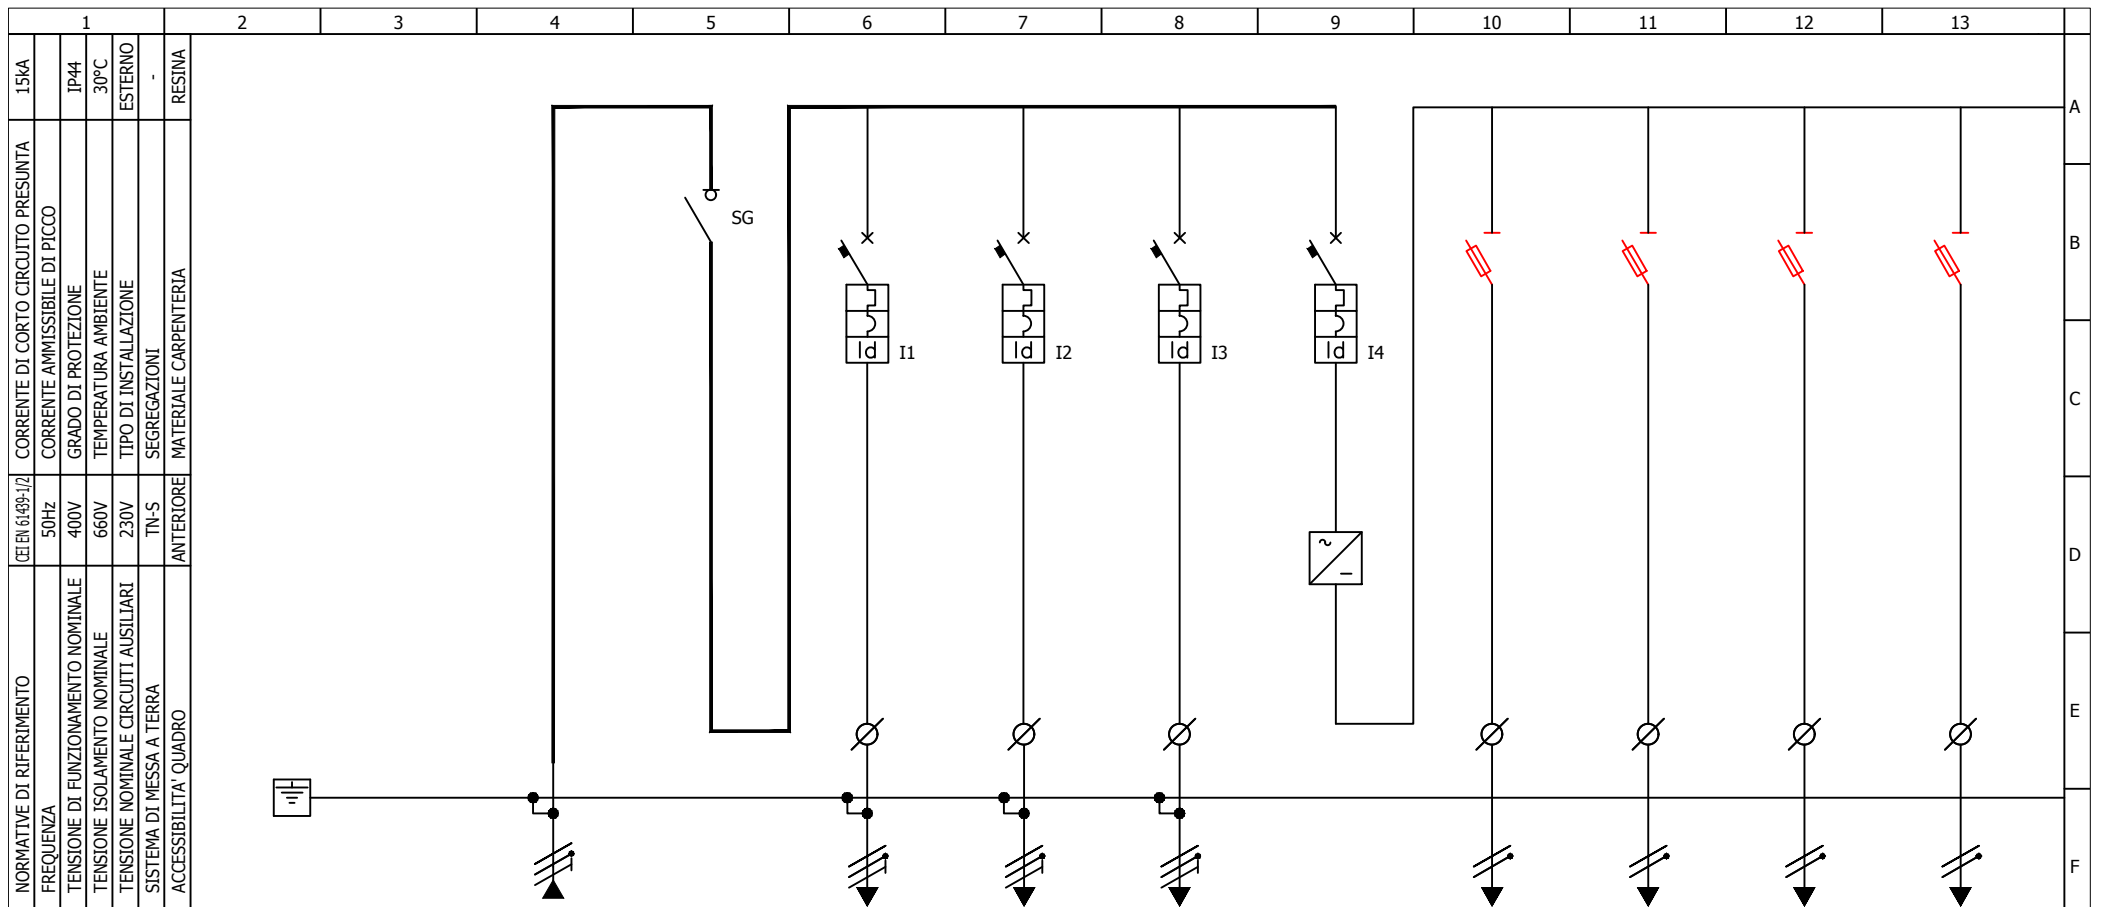 1 2 3 4 5 6 7 8 9 10 11 12 13
NORMATIVE DI RIFERIMENTO CEI EN 61439-1/2 CORRENTE DI CORTO CIRCUITO PRESUNTA 15kA
FREQUENZA 50Hz CORRENTE AMMISSIBILE DI PICCO
TENSIONE DI FUNZIONAMENTO NOMINALE 400V GRADO DI PROTEZIONE IP44
TENSIONE ISOLAMENTO NOMINALE 660V TEMPERATURA AMBIENTE 30°C
TENSIONE NOMINALE CIRCUITI AUSILIARI 230V TIPO DI INSTALLAZIONE ESTERNO
SISTEMA DI MESSA A TERRA TN-S SEGREGAZIONI -
ACCESSIBILITA' QUADRO ANTERIORE MATERIALE CARPENTERIA RESINA
A
SG
B
Id I1 Id I2 Id I3 Id I4
C
~
D
E
F